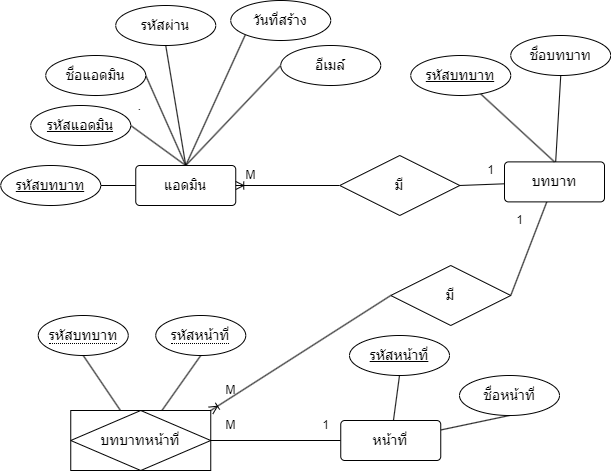 วันที่สร้าง
รหัสผ่าน
ชื่อบทบาท
อีเมล์
ชื่อแอดมิน
รหัสบทบาท
รหัสแอดมิน
รหัสบทบาท
แอดมิน
M
มี
1
บทบาท
1
มี
รหัสบทบาท
รหัสหน้าที่
รหัสหน้าที่
M
ชื่อหน้าที่
บทบาทหน้าที่
M
1
หน้าที่